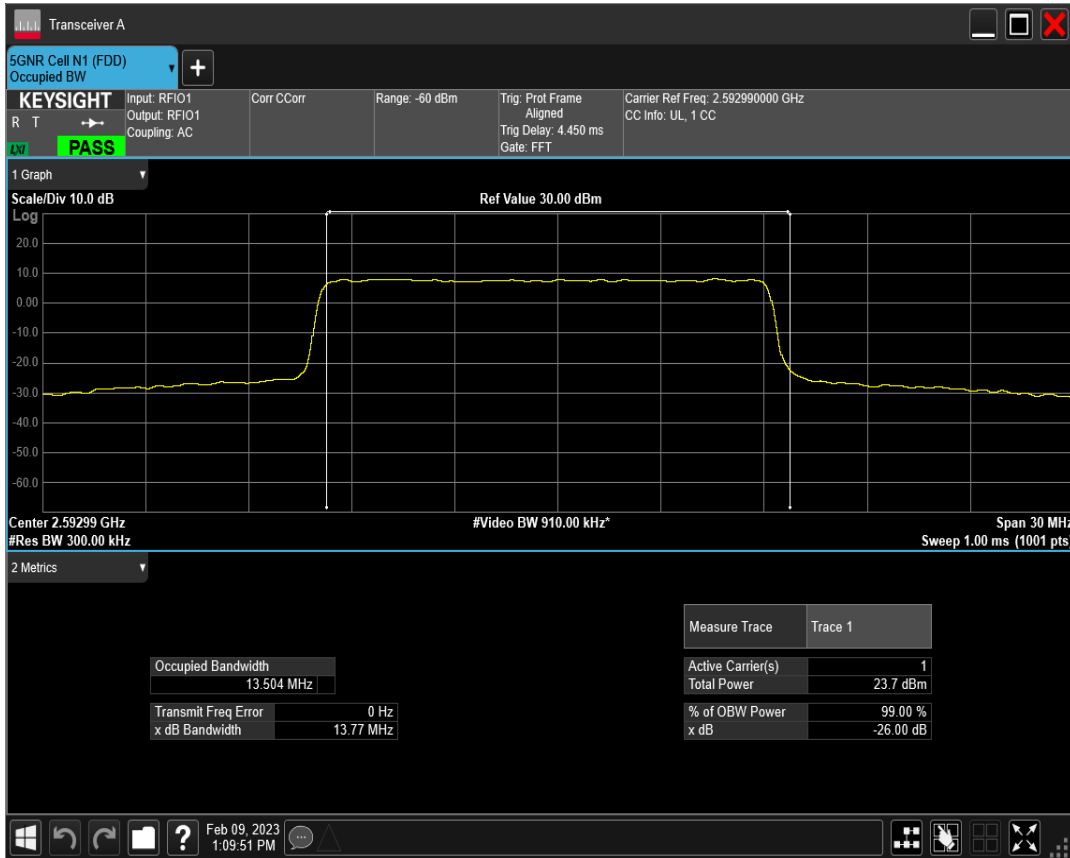 Transceiver A
5GNR Cell N1 (FDD)
Occupied BW
+
KEYSIGHT
R T
LXI
PASS
Input: RFIO1
Output: RFIO1
Coupling: AC
Corr CCorr
Range: -60 dBm
Trig: Prot Frame
Aligned
Trig Delay: 4.450 ms
Gate: FFT
Carrier Ref Freq: 2.592990000 GHz
CC Info: UL, 1 CC
1 Graph
Scale/Div 10.0 dB
Ref Value 30.00 dBm
Log
20.0
10.0
0.00
-10.0
-20.0
-30.0
-40.0
-50.0
-60.0
Center 2.59299 GHz
#Video BW 910.00 kHz*
Span 30 MHz
#Res BW 300.00 kHz
Sweep 1.00 ms (1001 pts)
2 Metrics
Measure Trace Trace 1
Occupied Bandwidth
13.504 MHz
Active Carrier(s) 1
Total Power 23.7 dBm
Transmit Freq Error 0 Hz
x dB Bandwidth 13.77 MHz
% of OBW Power 99.00 %
x dB -26.00 dB
?
Feb 09, 2023
1:09:51 PM